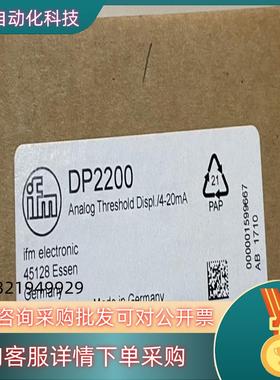 自动化科技
ifm
DP2200
Analog Threshold Displ./4-20mA
21
PAP
ifm electronic
45128 Essen
Germany
Made in Germany
000001599667
AB 1710
321949929
咨询采购批发可对公开票
客服详情下单采购